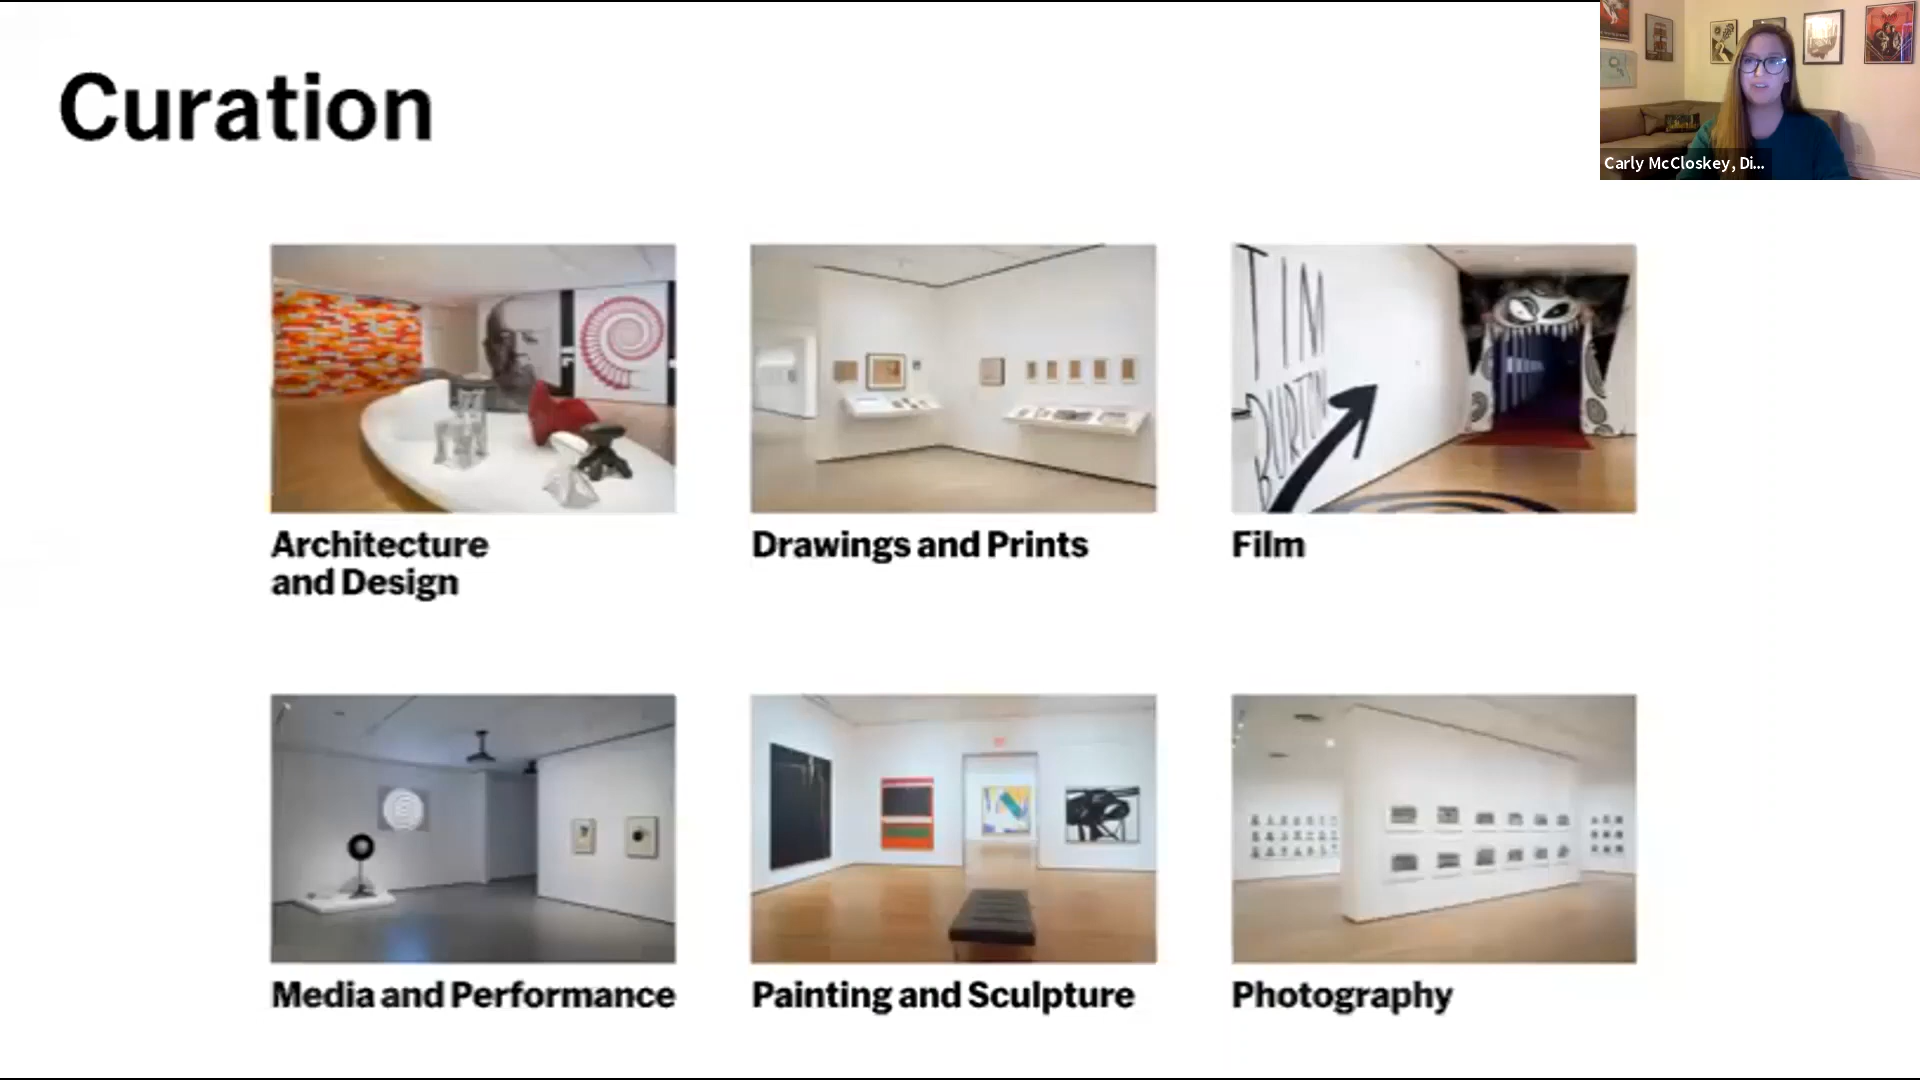 Curation
Carly McCloskey, Di...
TIM
BURTON
Architecture
and Design
Drawings and Prints
Film
Media and Performance
Painting and Sculpture
Photography